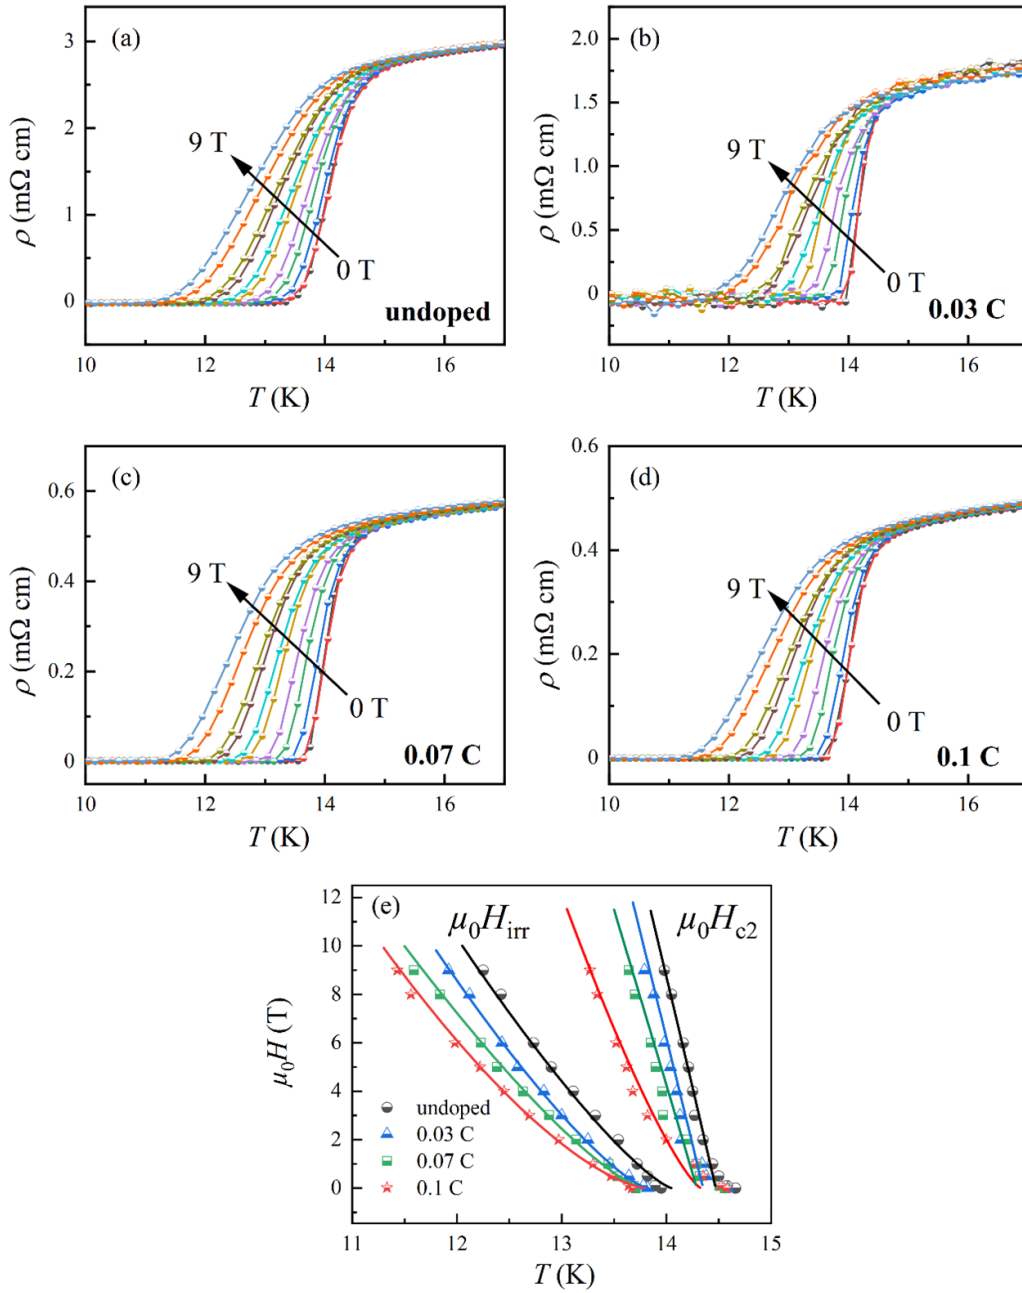 (a)
3
2
1
0
ρ (mΩ cm)
9 T
0 T
undoped
10 12 14 16
T (K)
(b)
2.0
1.5
1.0
0.5
0
ρ (mΩ cm)
9 T
0 T
0.03 C
10 12 14 16
T (K)
(c)
0.6
0.4
0.2
0
ρ (mΩ cm)
9 T
0 T
0.07 C
10 12 14 16
T (K)
(d)
0.6
0.4
0.2
0
ρ (mΩ cm)
9 T
0 T
0.1 C
10 12 14 16
T (K)
(e)
12
10
8
6
4
2
0
μ₀H (T)
μ₀H_irr
μ₀H_c2
undoped
0.03 C
0.07 C
0.1 C
11 12 13 14 15
T (K)